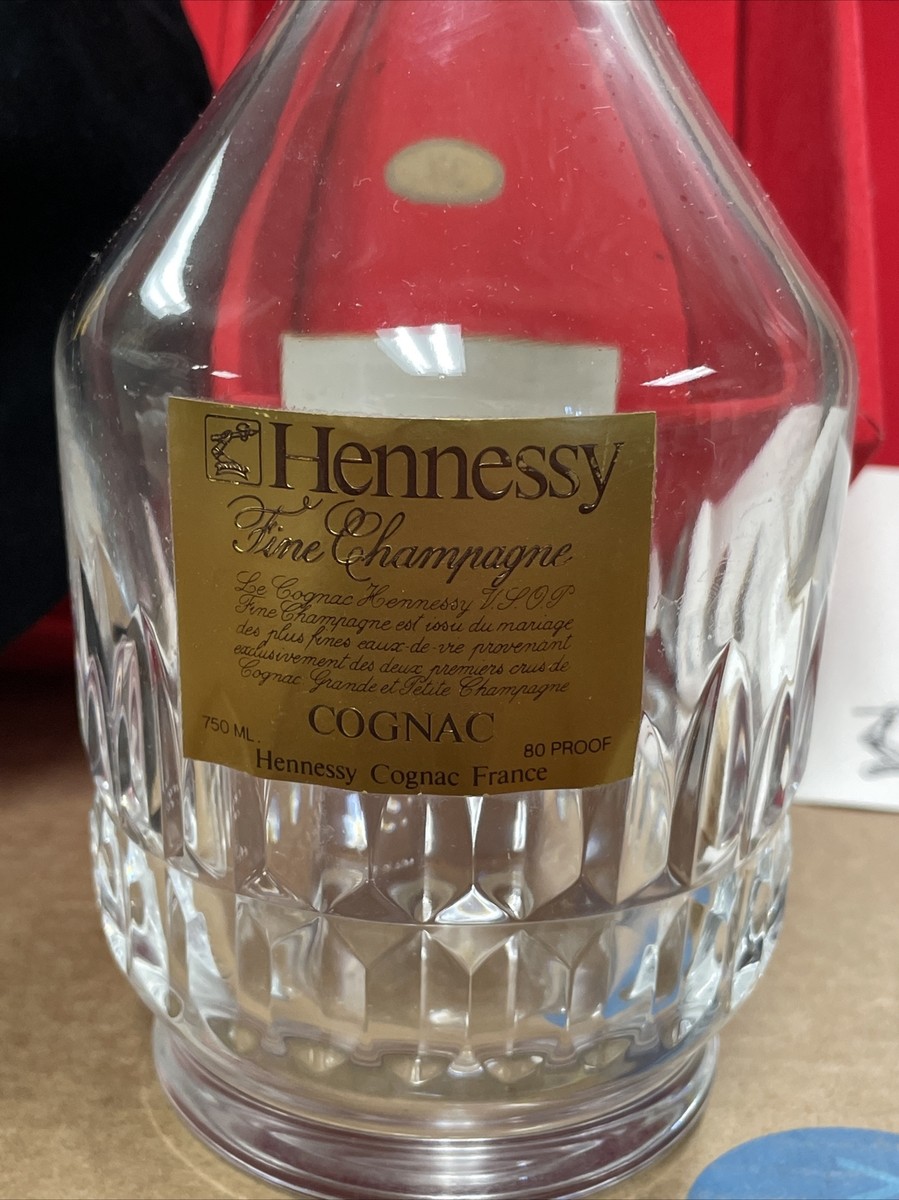 Hennessy
Fine Champagne
Le Cognac Hennessy V.S.O.P
Fine Champagne est issu du mariage
des plus fines eaux-de-vie provenant
exclusivement des deux premiers crus de
Cognac Grande et Petite Champagne
COGNAC
750 ML.
80 PROOF
Hennessy Cognac France